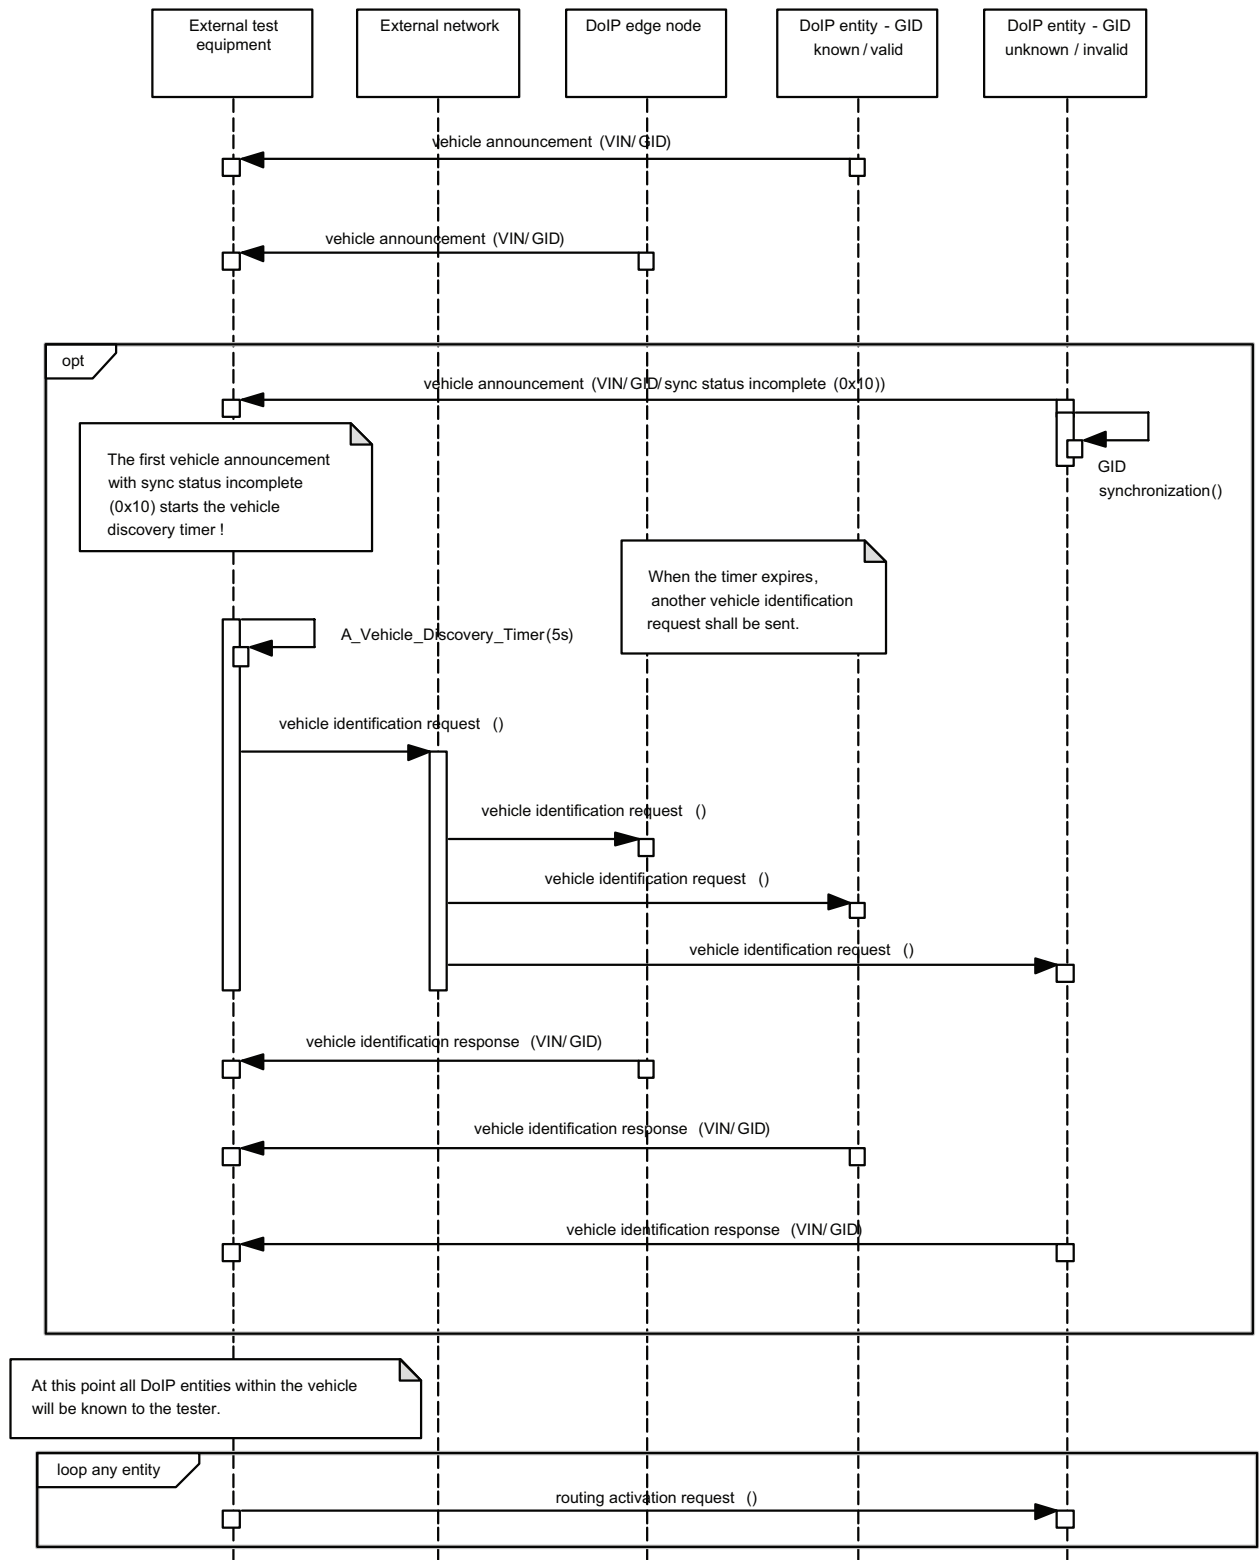 External test
equipment
External network
DoIP edge node
DoIP entity - GID
known / valid
DoIP entity - GID
unknown / invalid
vehicle announcement (VIN/ GID)
vehicle announcement (VIN/ GID)
opt
vehicle announcement (VIN/ GID/ sync status incomplete (0x10))
The first vehicle announcement
with sync status incomplete
(0x10) starts the vehicle
discovery timer !
GID
synchronization()
When the timer expires,
another vehicle identification
request shall be sent.
A_Vehicle_Discovery_Timer(5s)
vehicle identification request ()
vehicle identification request ()
vehicle identification request ()
vehicle identification request ()
vehicle identification response (VIN/ GID)
vehicle identification response (VIN/ GID)
vehicle identification response (VIN/ GID)
At this point all DoIP entities within the vehicle
will be known to the tester.
loop any entity
routing activation request ()